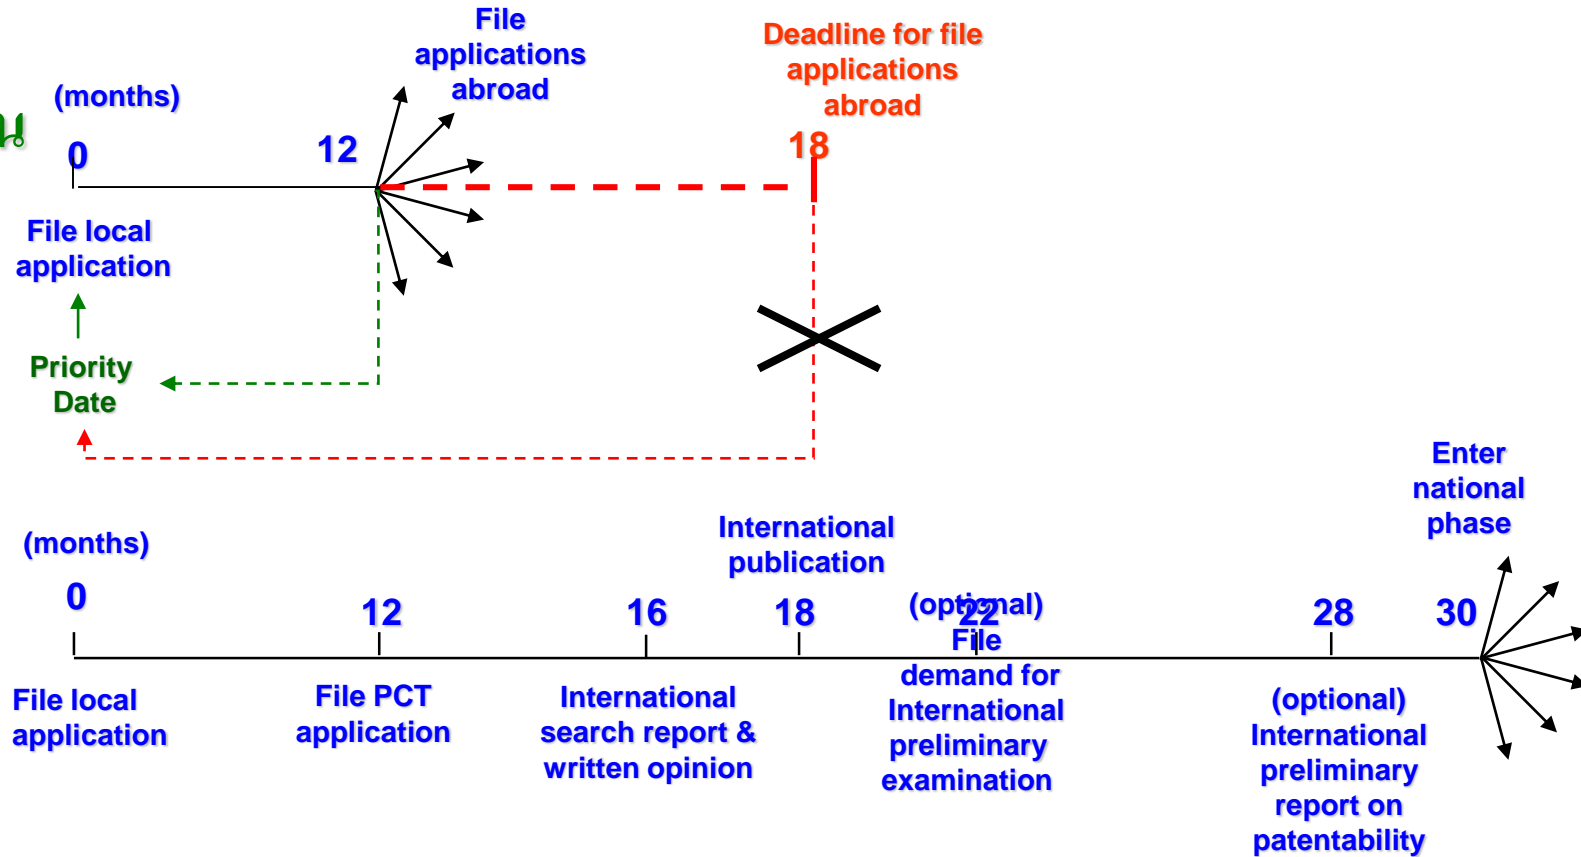 File
applications
abroad
Deadline for file
applications
abroad
(months)
0
12
18
File local
application
Priority
Date
Enter
national
phase
(months)
International
publication
0
12
16
18
22
28
30
File local
application
File PCT
application
International
search report &
written opinion
(optional)
File
demand for
International
preliminary
examination
(optional)
International
preliminary
report on
patentability